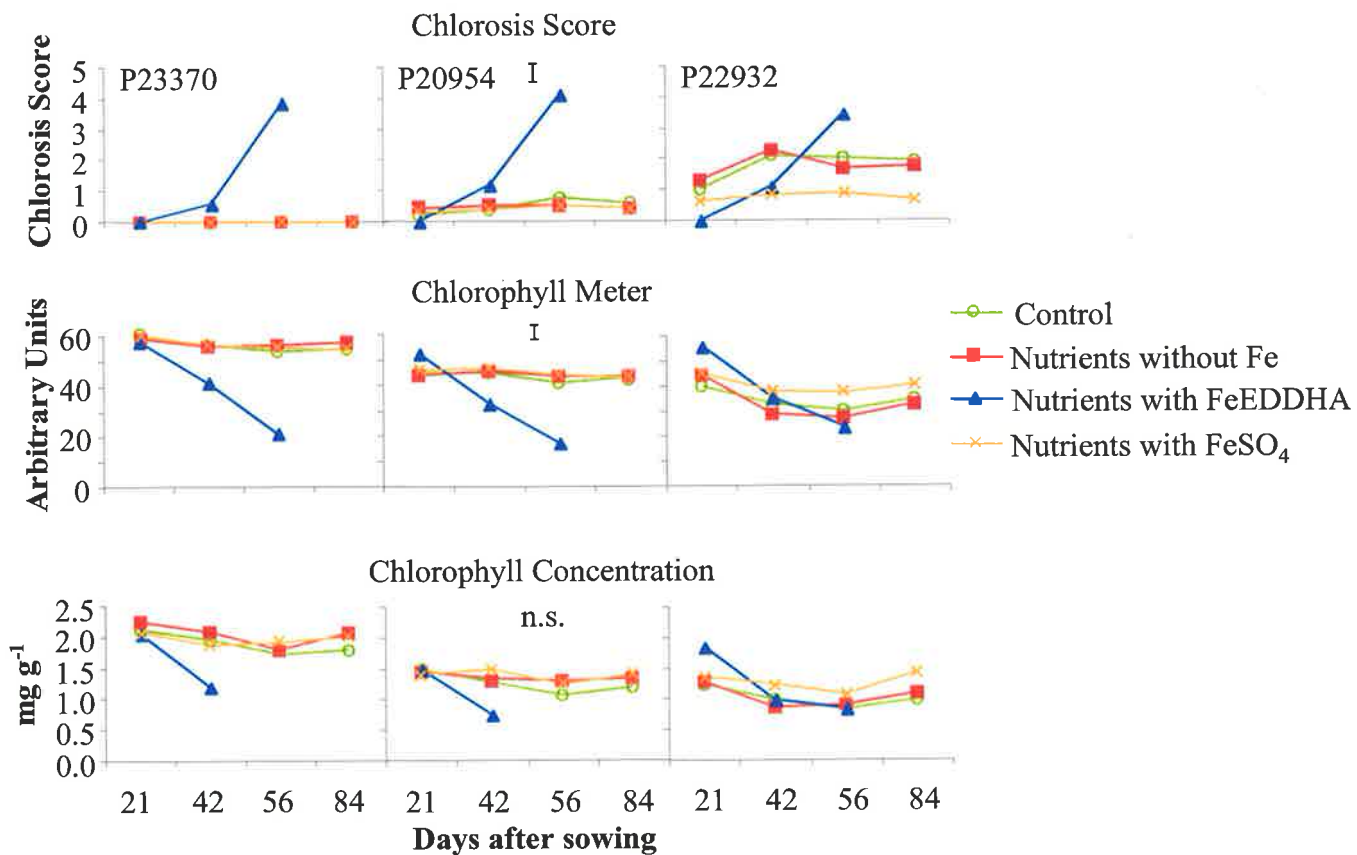 Chlorosis Score
Chlorosis Score
5
4
3
2
1
0
P23370
P20954
P22932
Chlorophyll Meter
Arbitrary Units
60
40
20
0
Control
Nutrients without Fe
Nutrients with FeEDDHA
Nutrients with FeSO₄
Chlorophyll Concentration
mg g⁻¹
2.5
2.0
1.5
1.0
0.5
0.0
n.s.
21 42 56 84 21 42 56 84 21 42 56 84
Days after sowing